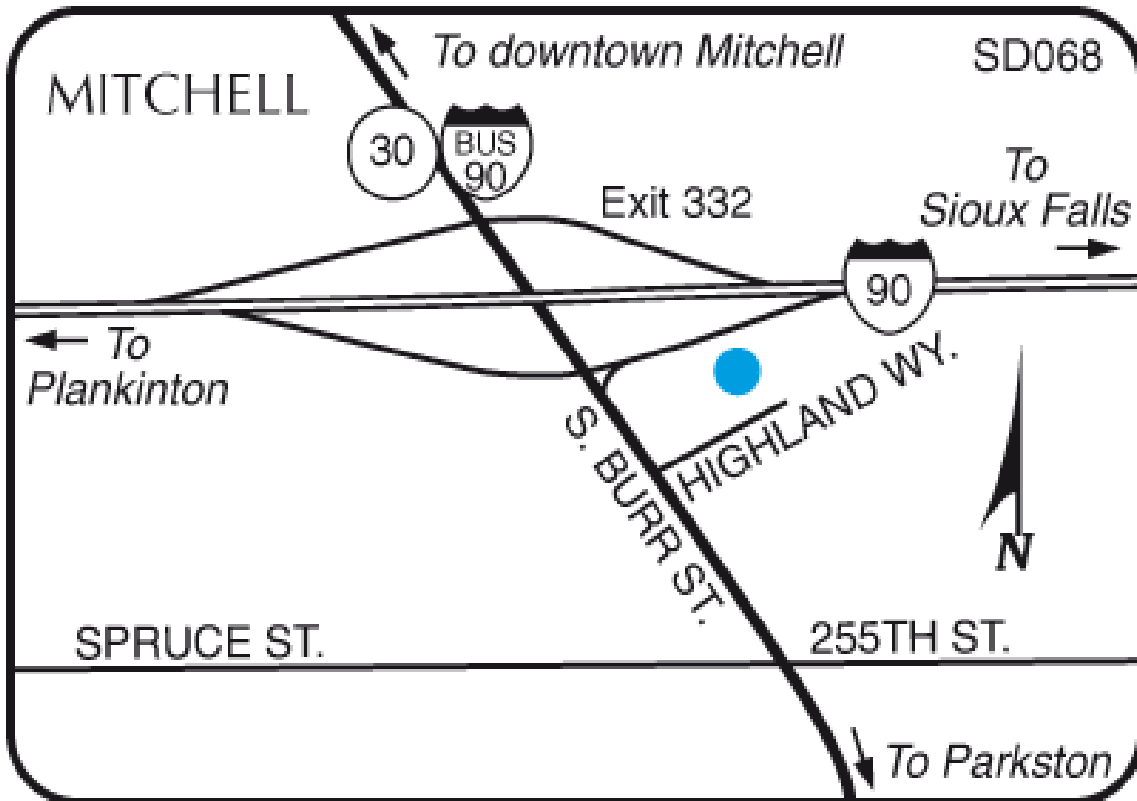 To downtown Mitchell
SD068
MITCHELL
30
BUS
90
To
Sioux Falls
Exit 332
90
To
Plankinton
HIGHLAND WY.
S. BURR ST.
N
SPRUCE ST.
255TH ST.
To Parkston